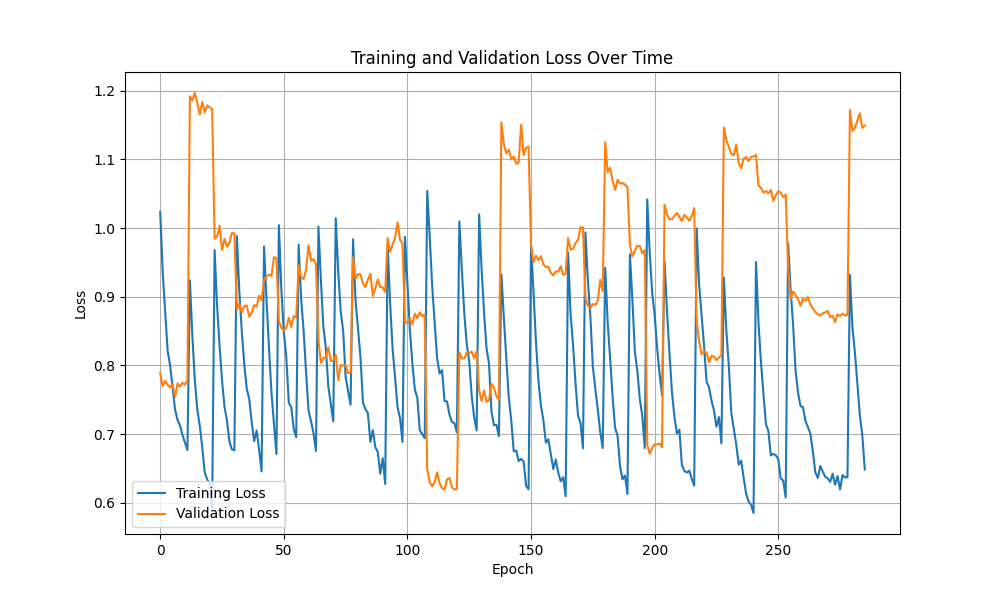 Training and Validation Loss Over Time
Loss
1.2
1.1
1.0
0.9
0.8
0.7
0.6
Training Loss
Validation Loss
0
50
100
150
200
250
Epoch